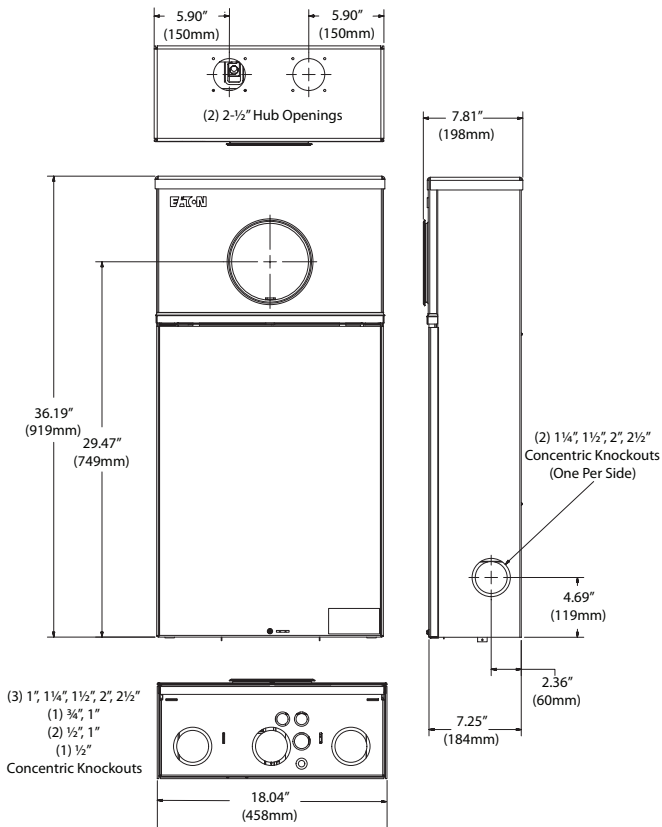 5.90”
(150mm)
5.90”
(150mm)
(2) 2-½” Hub Openings
7.81”
(198mm)
EATON
36.19”
(919mm)
29.47”
(749mm)
(2) 1¼”, 1½”, 2”, 2½”
Concentric Knockouts
(One Per Side)
4.69”
(119mm)
2.36”
(60mm)
7.25”
(184mm)
(3) 1”, 1¼”, 1½”, 2”, 2½”
(1) ¾”, 1”
(2) ½”, 1”
(1) ½”
Concentric Knockouts
18.04”
(458mm)